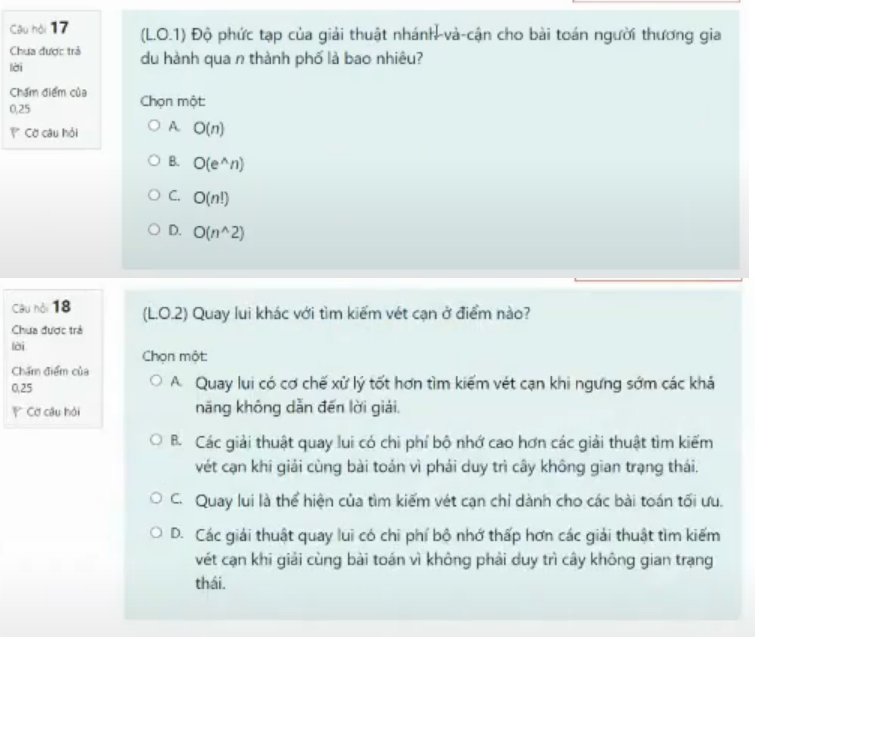 Câu hỏi 17
Chưa được trả
lời
Chấm điểm của
0,25
Cờ câu hỏi
(L.O.1) Độ phức tạp của giải thuật nhánh-và-cận cho bài toán người thương gia
du hành qua n thành phố là bao nhiêu?
Chọn một:
A. O(n)
B. O(e^n)
C. O(n!)
D. O(n^2)
Câu hỏi 18
Chưa được trả
lời
Chấm điểm của
0,25
Cờ câu hỏi
(L.O.2) Quay lui khác với tìm kiếm vét cạn ở điểm nào?
Chọn một:
A. Quay lui có cơ chế xử lý tốt hơn tìm kiếm vét cạn khi ngưng sớm các khả
năng không dẫn đến lời giải.
B. Các giải thuật quay lui có chi phí bộ nhớ cao hơn các giải thuật tìm kiếm
vét cạn khi giải cùng bài toán vì phải duy trì cây không gian trạng thái.
C. Quay lui là thể hiện của tìm kiếm vét cạn chỉ dành cho các bài toán tối ưu.
D. Các giải thuật quay lui có chi phí bộ nhớ thấp hơn các giải thuật tìm kiếm
vét cạn khi giải cùng bài toán vì không phải duy trì cây không gian trạng
thái.